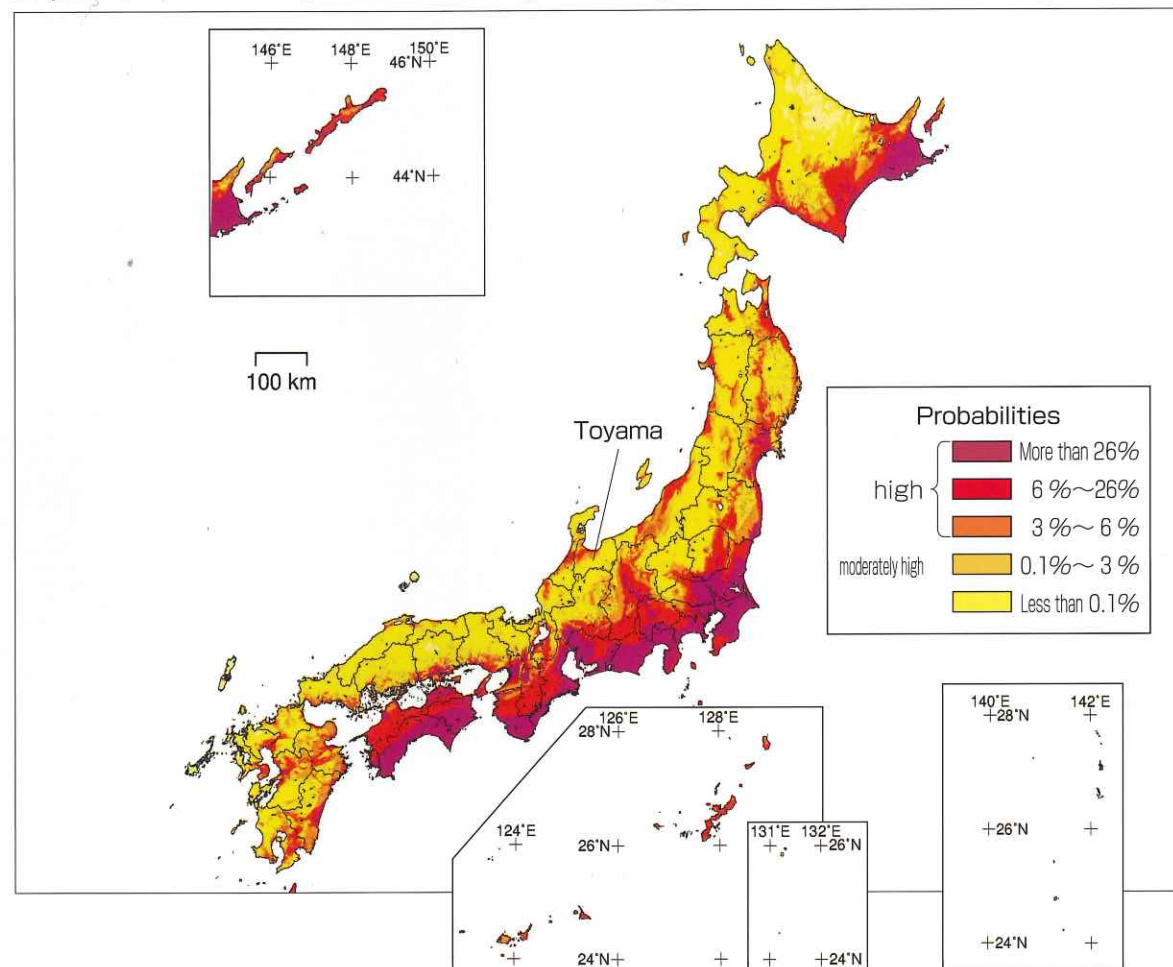 146°E 148°E 150°E
46°N
44°N
100 km
Toyama
Probabilities
high
More than 26%
6 %～26%
3 %～ 6 %
moderately high
0.1%～ 3 %
Less than 0.1%
126°E 128°E
28°N
124°E
26°N
24°N
131°E 132°E
26°N
24°N
140°E 142°E
28°N
26°N
24°N